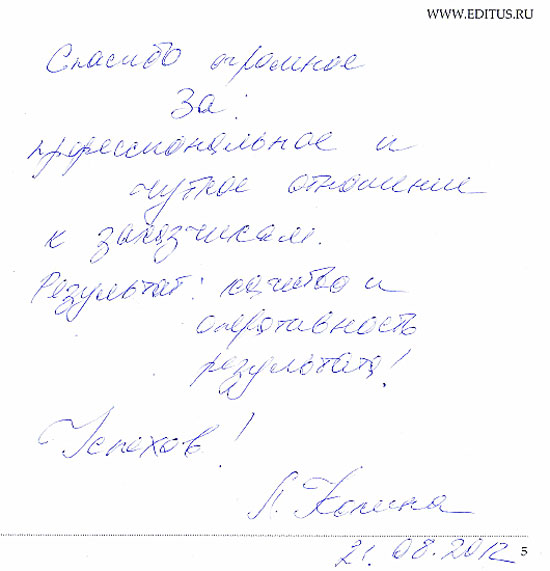 WWW.EDITUS.RU
Спасибо огромное
За:
профессиональное и
чуткое отношение
к заказчикам.
Результат: качество и
оперативность
результата!
Успехов!
Л.
21.08.2012
5